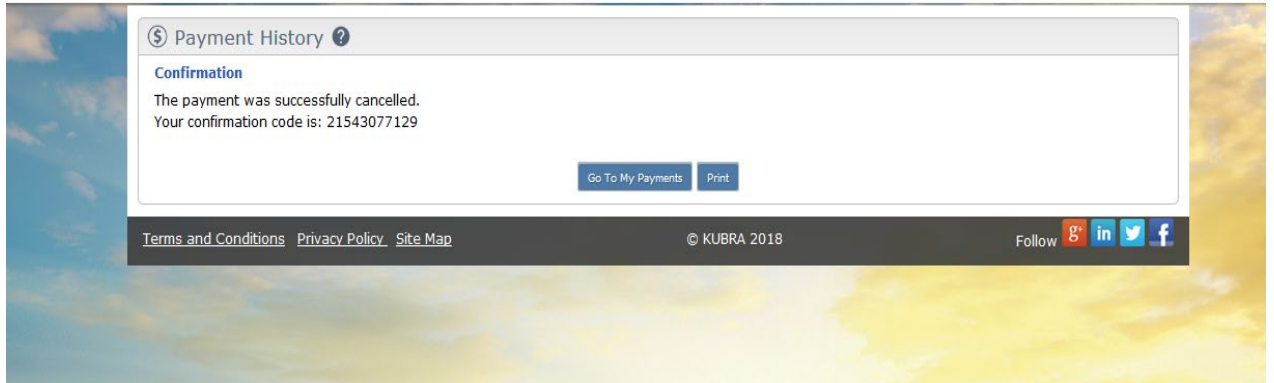 $ Payment History ?
Confirmation
The payment was successfully cancelled.
Your confirmation code is: 21543077129
Go To My Payments Print
Terms and Conditions Privacy Policy Site Map © KUBRA 2018 Follow g+ in f